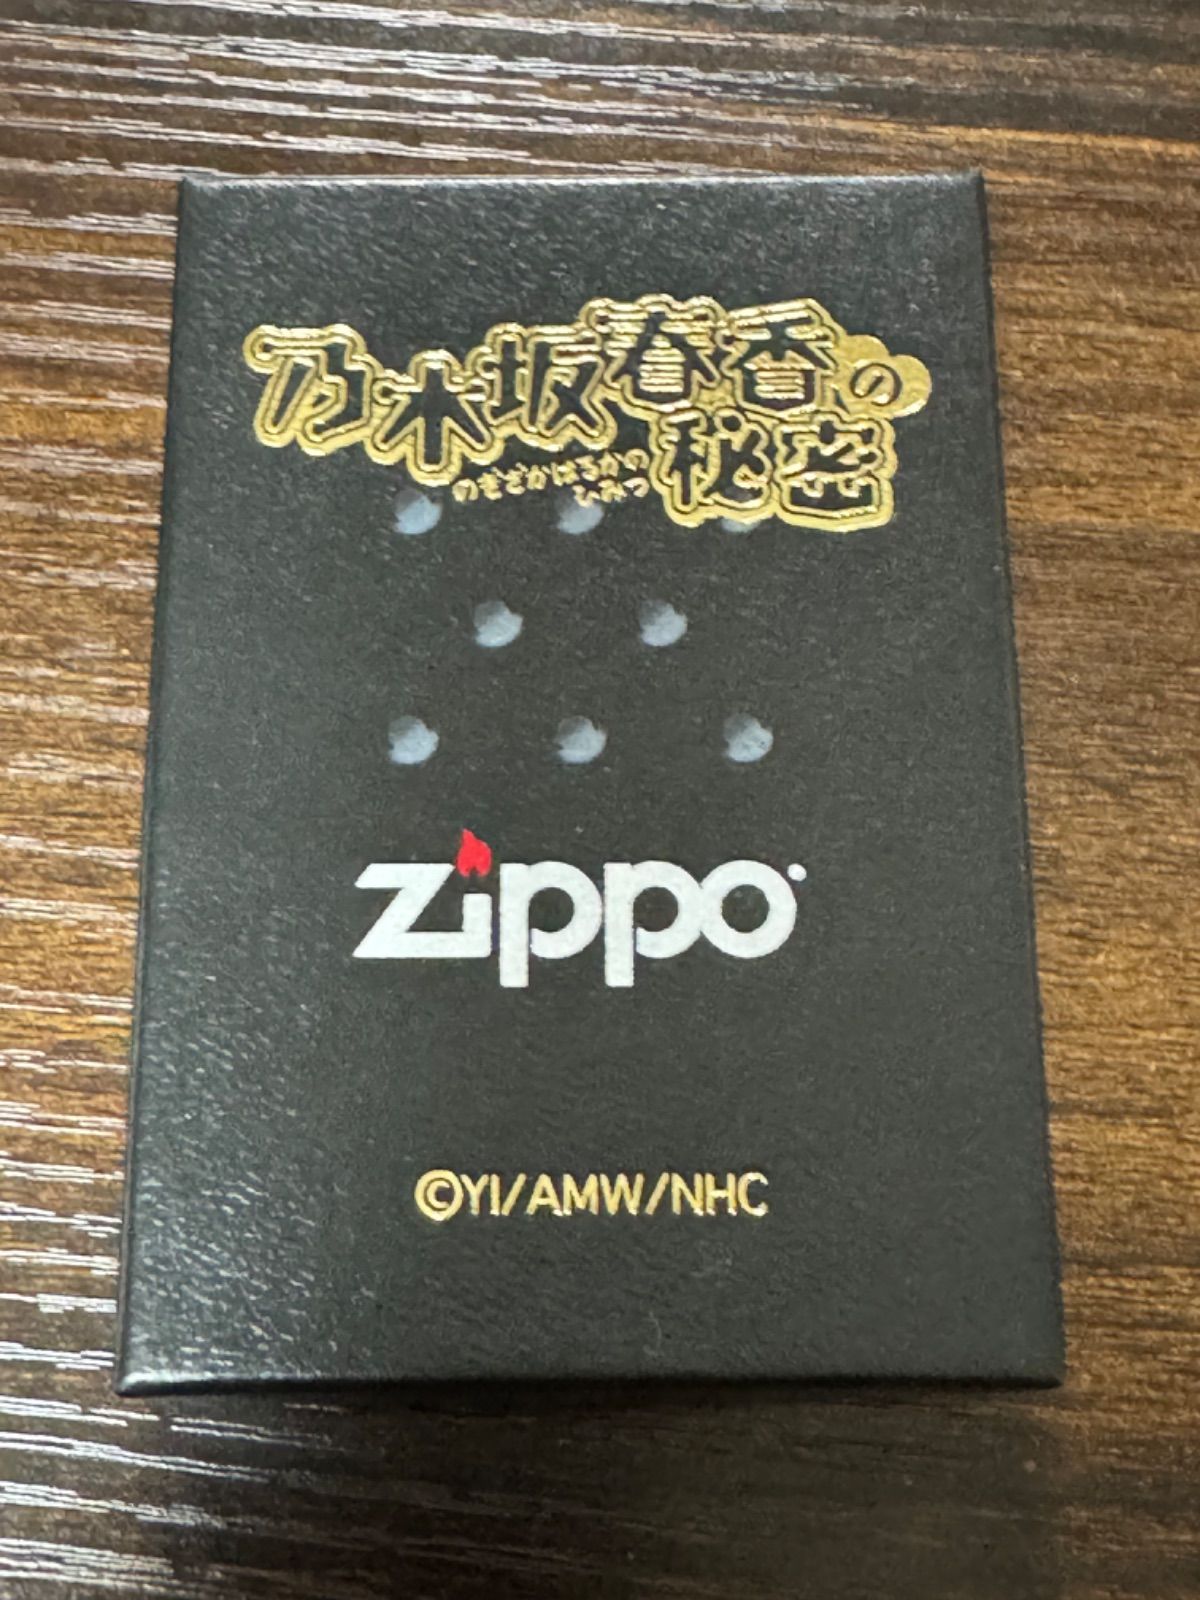 乃木坂春香の
秘密
のぎざかはるかの
ひみつ
zippo
©YI/AMW/NHC